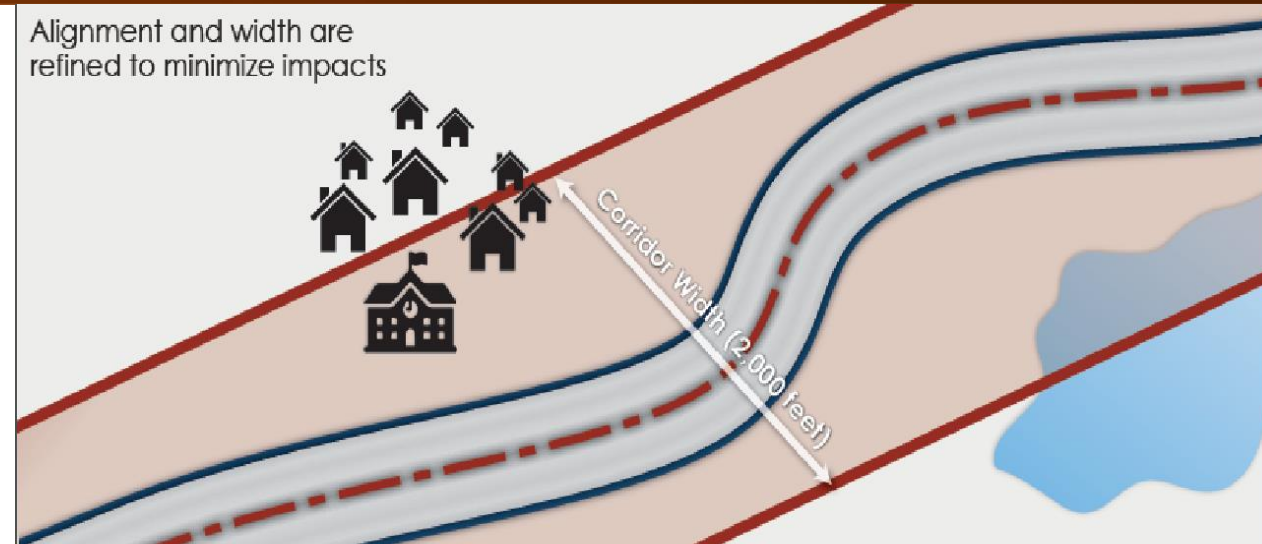 Alignment and width are
refined to minimize impacts
Corridor Width (2,000 feet)